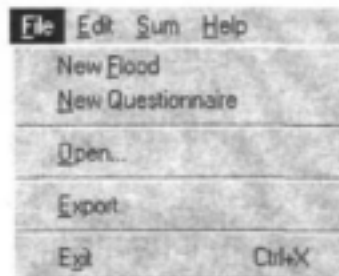 File Edit Sum Help
New Flood
New Questionnaire
Open...
Export
Exit Ctrl+X